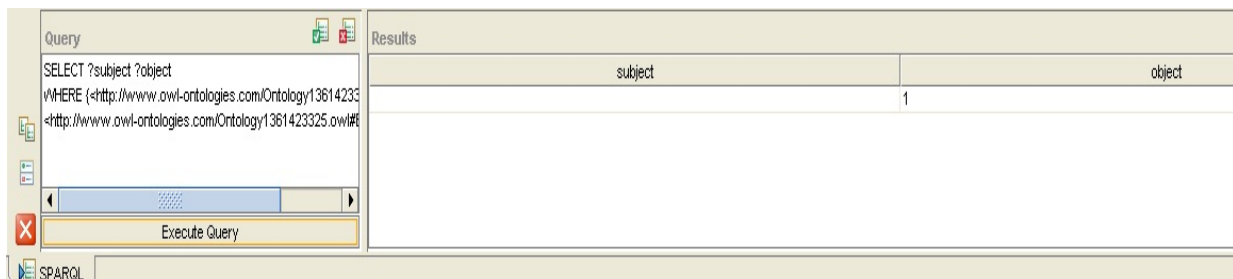 Query
SELECT ?subject ?object
WHERE {<http://www.owl-ontologies.com/Ontology13614233
<http://www.owl-ontologies.com/Ontology1361423325.owl#E
Execute Query
Results
subject object
1
SPARQL